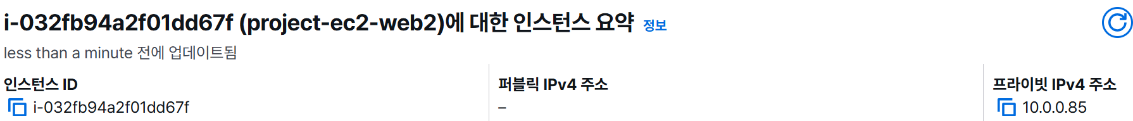 i-032fb94a2f01dd67f (project-ec2-web2)에 대한 인스턴스 요약 정보
less than a minute 전에 업데이트됨
인스턴스 ID
i-032fb94a2f01dd67f
퍼블릭 IPv4 주소
–
프라이빗 IPv4 주소
10.0.0.85